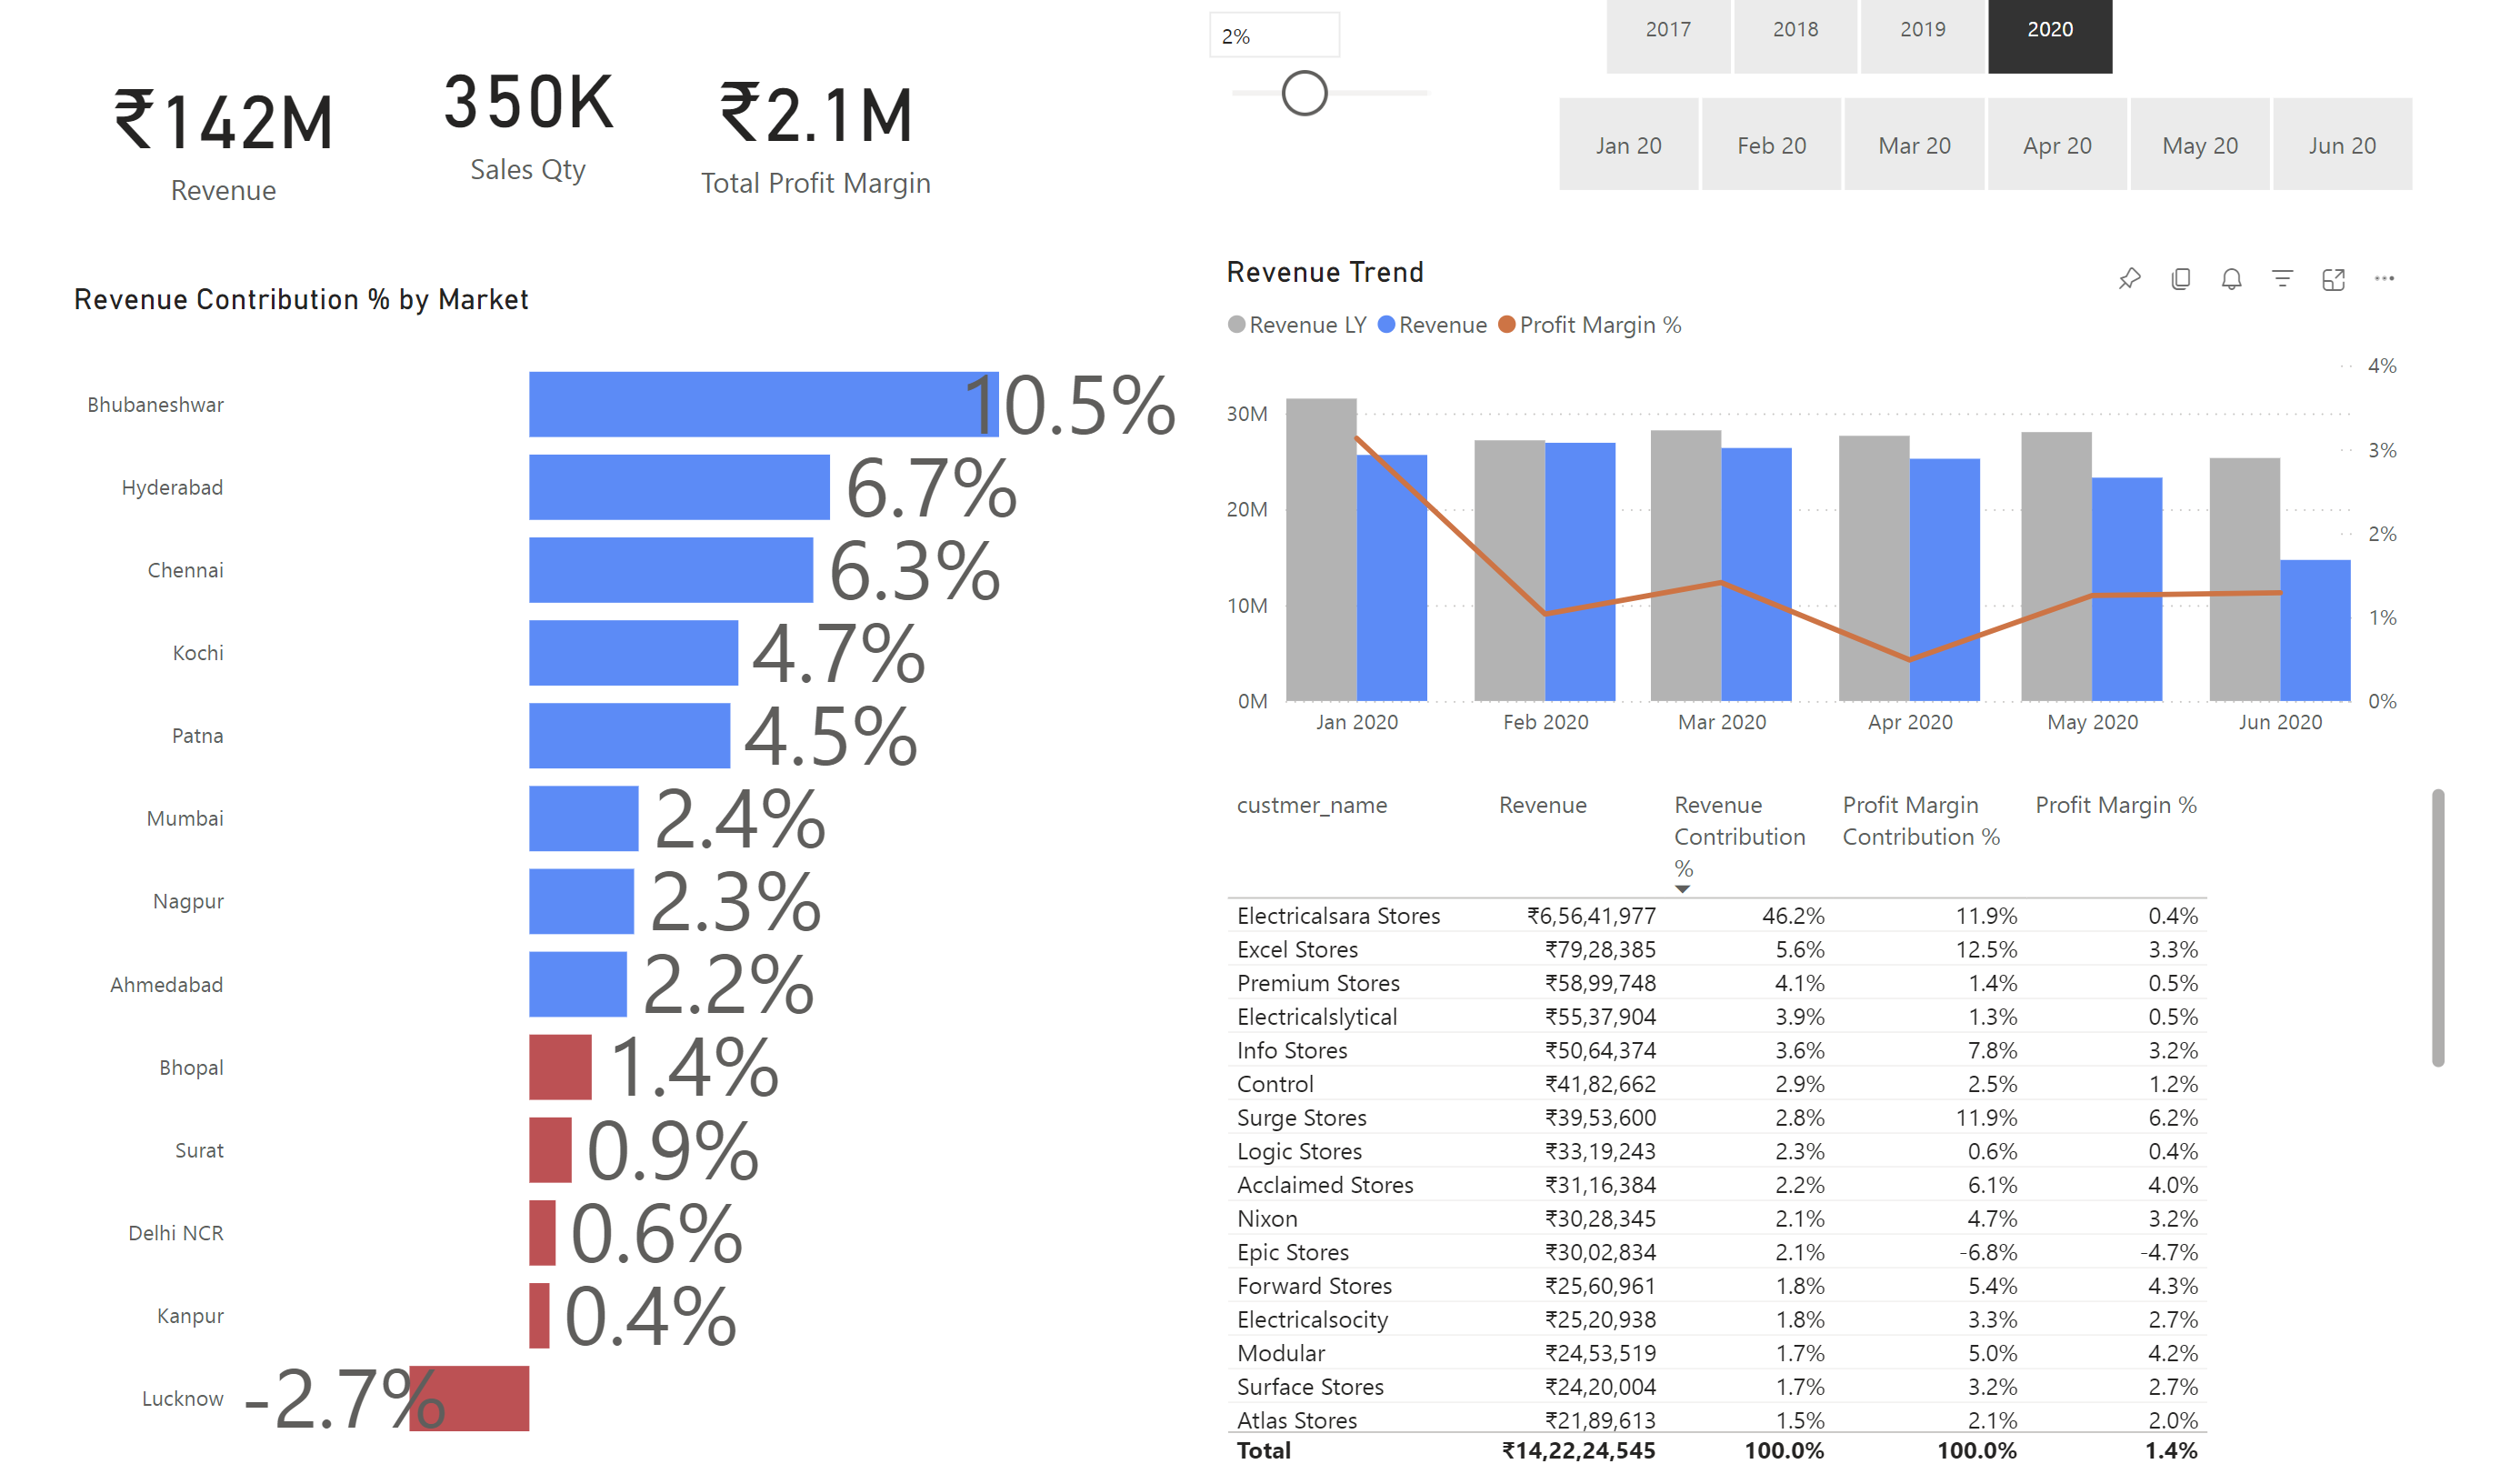 ₹142M
Revenue
350K
Sales Qty
₹2.1M
Total Profit Margin
2%
2017 2018 2019 2020
Jan 20 Feb 20 Mar 20 Apr 20 May 20 Jun 20
Revenue Contribution % by Market
Bhubaneshwar 10.5%
Hyderabad 6.7%
Chennai 6.3%
Kochi 4.7%
Patna 4.5%
Mumbai 2.4%
Nagpur 2.3%
Ahmedabad 2.2%
Bhopal 1.4%
Surat 0.9%
Delhi NCR 0.6%
Kanpur 0.4%
Lucknow -2.7%
Revenue Trend
Revenue LY Revenue Profit Margin %
4%
30M
3%
20M
2%
10M
1%
0M
0%
Jan 2020 Feb 2020 Mar 2020 Apr 2020 May 2020 Jun 2020
custmer_name Revenue Revenue Profit Margin Profit Margin %
Contribution Contribution %
%
Electricalsara Stores ₹6,56,41,977 46.2% 11.9% 0.4%
Excel Stores ₹79,28,385 5.6% 12.5% 3.3%
Premium Stores ₹58,99,748 4.1% 1.4% 0.5%
Electricalslytical ₹55,37,904 3.9% 1.3% 0.5%
Info Stores ₹50,64,374 3.6% 7.8% 3.2%
Control ₹41,82,662 2.9% 2.5% 1.2%
Surge Stores ₹39,53,600 2.8% 11.9% 6.2%
Logic Stores ₹33,19,243 2.3% 0.6% 0.4%
Acclaimed Stores ₹31,16,384 2.2% 6.1% 4.0%
Nixon ₹30,28,345 2.1% 4.7% 3.2%
Epic Stores ₹30,02,834 2.1% -6.8% -4.7%
Forward Stores ₹25,60,961 1.8% 5.4% 4.3%
Electricalsocity ₹25,20,938 1.8% 3.3% 2.7%
Modular ₹24,53,519 1.7% 5.0% 4.2%
Surface Stores ₹24,20,004 1.7% 3.2% 2.7%
Atlas Stores ₹21,89,613 1.5% 2.1% 2.0%
Total ₹14,22,24,545 100.0% 100.0% 1.4%